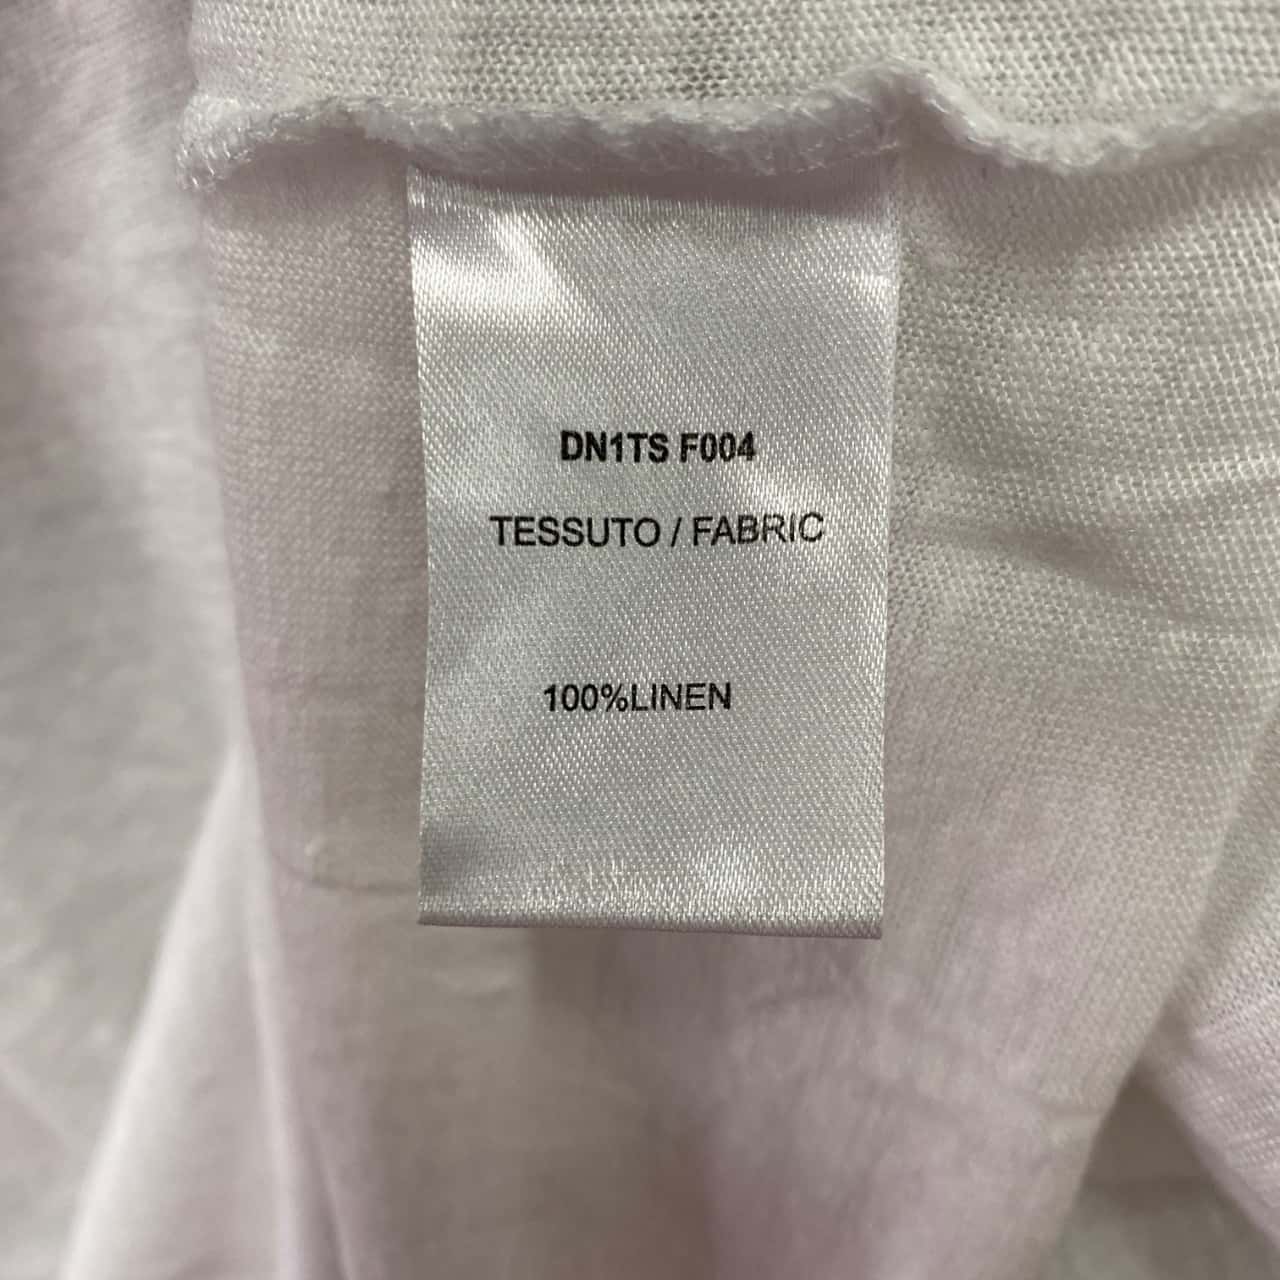 DN1TS F004
TESSUTO / FABRIC
100%LINEN